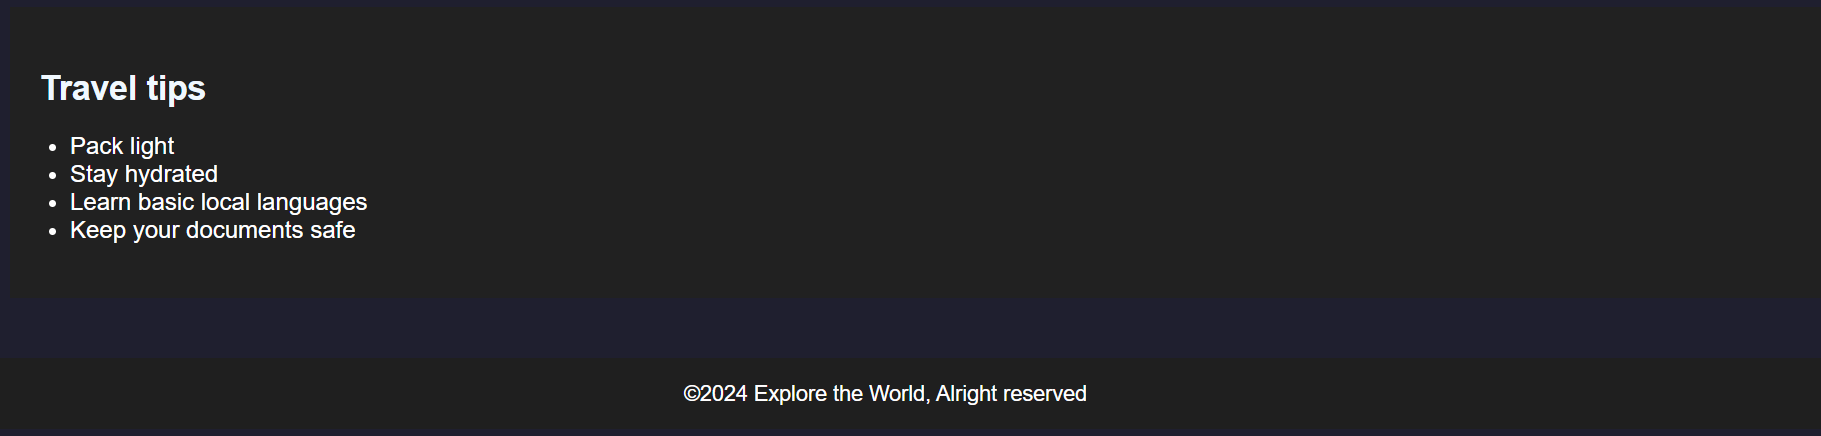 Travel tips
Pack light
Stay hydrated
Learn basic local languages
Keep your documents safe
©2024 Explore the World, Alright reserved